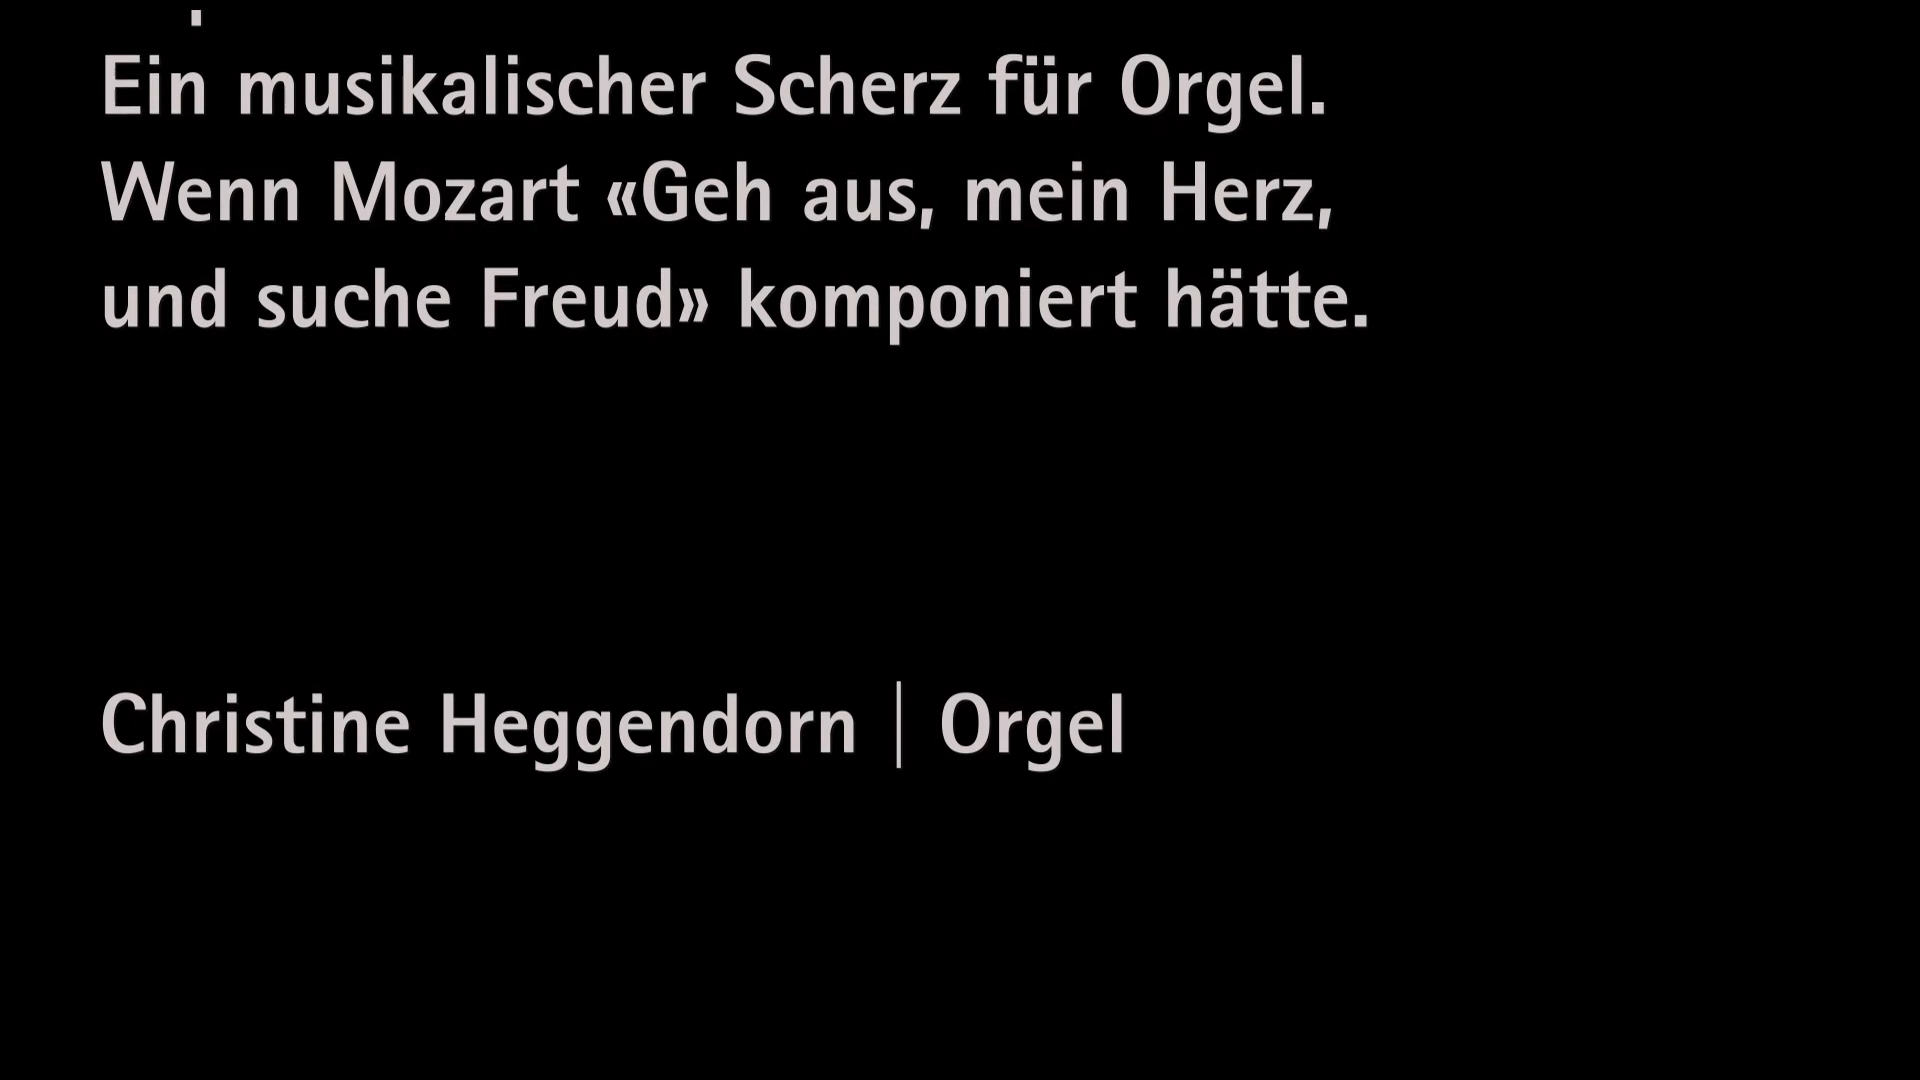 Ein musikalischer Scherz für Orgel.
Wenn Mozart «Geh aus, mein Herz,
und suche Freud» komponiert hätte.
Christine Heggendorn | Orgel